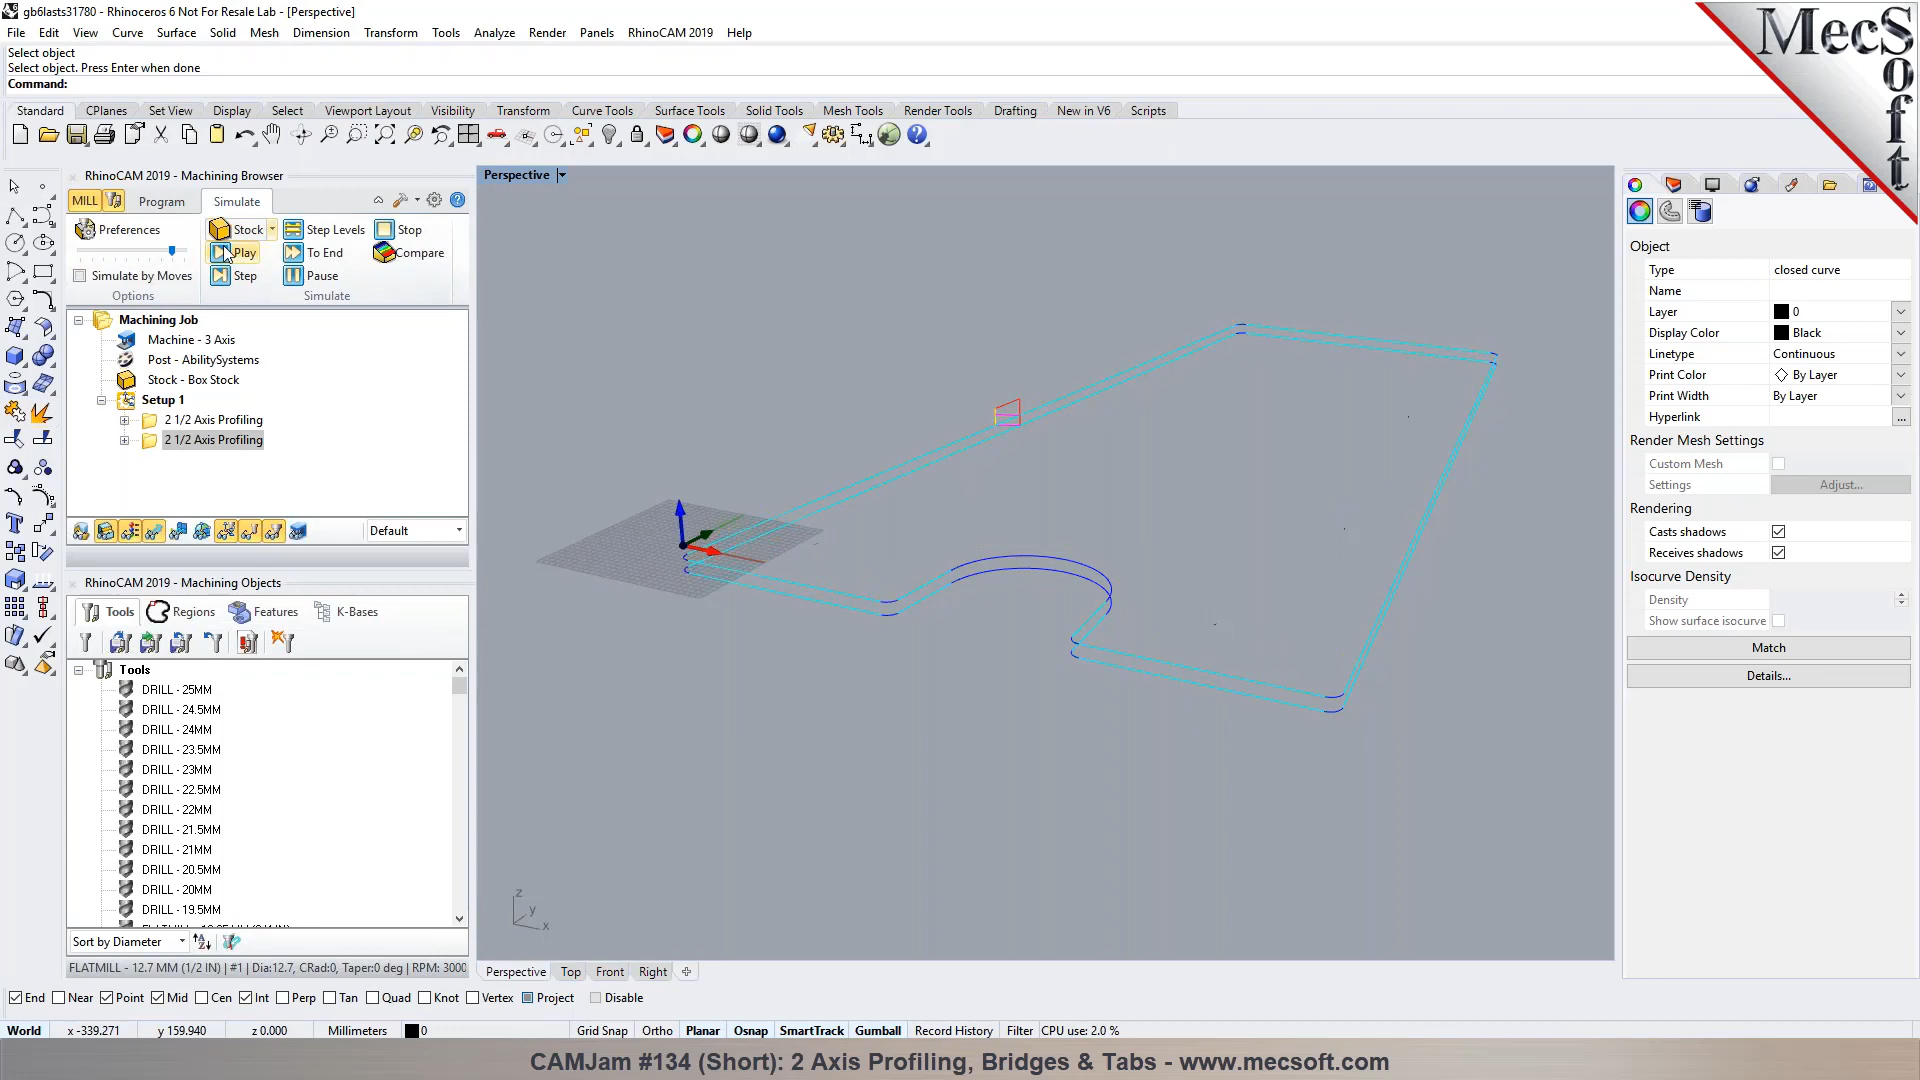 gb6lasts31780 - Rhinoceros 6 Not For Resale Lab - [Perspective]
MecSoft
File Edit View Curve Surface Solid Mesh Dimension Transform Tools Analyze Render Panels RhinoCAM 2019 Help
Select object
Select object. Press Enter when done
Command:
Standard CPlanes Set View Display Select Viewport Layout Visibility Transform Curve Tools Surface Tools Solid Tools Mesh Tools Render Tools Drafting New in V6 Scripts
RhinoCAM 2019 - Machining Browser
MILL Program Simulate
Preferences Stock Step Levels Stop
Play To End Compare
Simulate by Moves Step Pause
Options Simulate
Machining Job
Machine - 3 Axis
Post - AbilitySystems
Stock - Box Stock
Setup 1
2 1/2 Axis Profiling
2 1/2 Axis Profiling
Default
RhinoCAM 2019 - Machining Objects
Tools Regions Features K-Bases
Tools
DRILL - 25MM
DRILL - 24.5MM
DRILL - 24MM
DRILL - 23.5MM
DRILL - 23MM
DRILL - 22.5MM
DRILL - 22MM
DRILL - 21.5MM
DRILL - 21MM
DRILL - 20.5MM
DRILL - 20MM
DRILL - 19.5MM
Sort by Diameter
FLATMILL - 12.7 MM (1/2 IN) | #1 | Dia:12.7, CRad:0, Taper:0 deg | RPM: 3000
Perspective
z
y
x
Perspective Top Front Right
Object
Type closed curve
Name
Layer 0
Display Color Black
Linetype Continuous
Print Color By Layer
Print Width By Layer
Hyperlink ...
Render Mesh Settings
Custom Mesh
Settings Adjust...
Rendering
Casts shadows
Receives shadows
Isocurve Density
Density
Show surface isocurve
Match
Details...
End Near Point Mid Cen Int Perp Tan Quad Knot Vertex Project Disable
World x -339.271 y 159.940 z 0.000 Millimeters 0 Grid Snap Ortho Planar Osnap SmartTrack Gumball Record History Filter CPU use: 2.0 %
CAMJam #134 (Short): 2 Axis Profiling, Bridges & Tabs - www.mecsoft.com